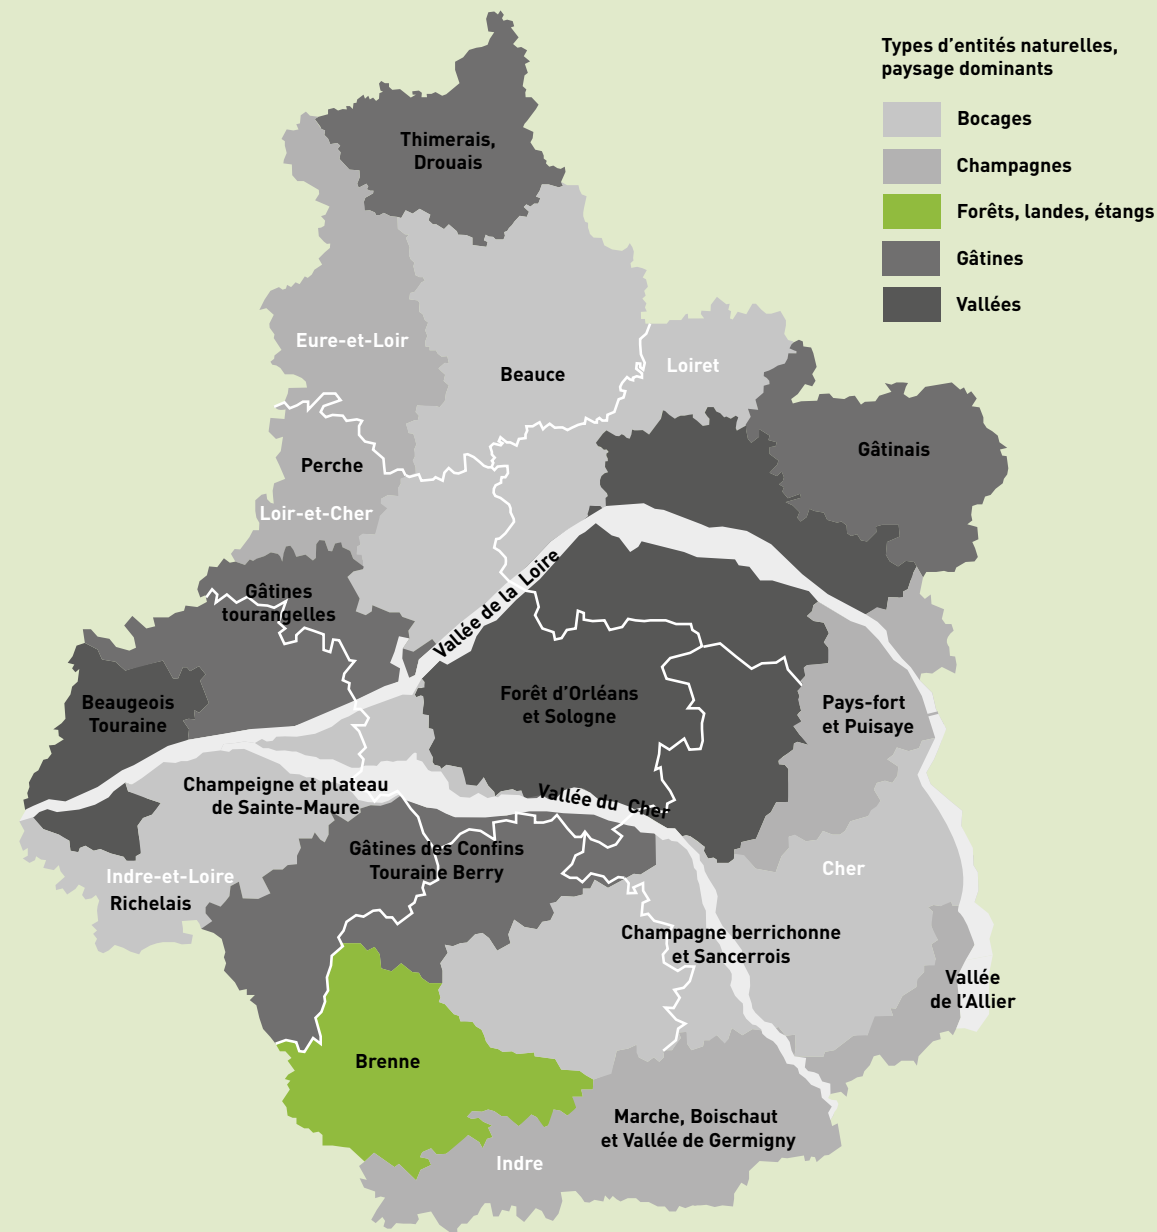 Types d’entités naturelles,
paysage dominants
Bocages
Champagnes
Forêts, landes, étangs
Gâtines
Vallées
Thimerais,
Drouais
Eure-et-Loir
Beauce
Loiret
Gâtinais
Perche
Loir-et-Cher
Vallée de la Loire
Gâtines
tourangelles
Beaugeois
Touraine
Forêt d’Orléans
et Sologne
Pays-fort
et Puisaye
Champeigne et plateau
de Sainte-Maure
Vallée du Cher
Gâtines des Confins
Touraine Berry
Indre-et-Loire
Richelais
Cher
Champagne berrichonne
et Sancerrois
Vallée
de l’Allier
Brenne
Marche, Boischaut
et Vallée de Germigny
Indre